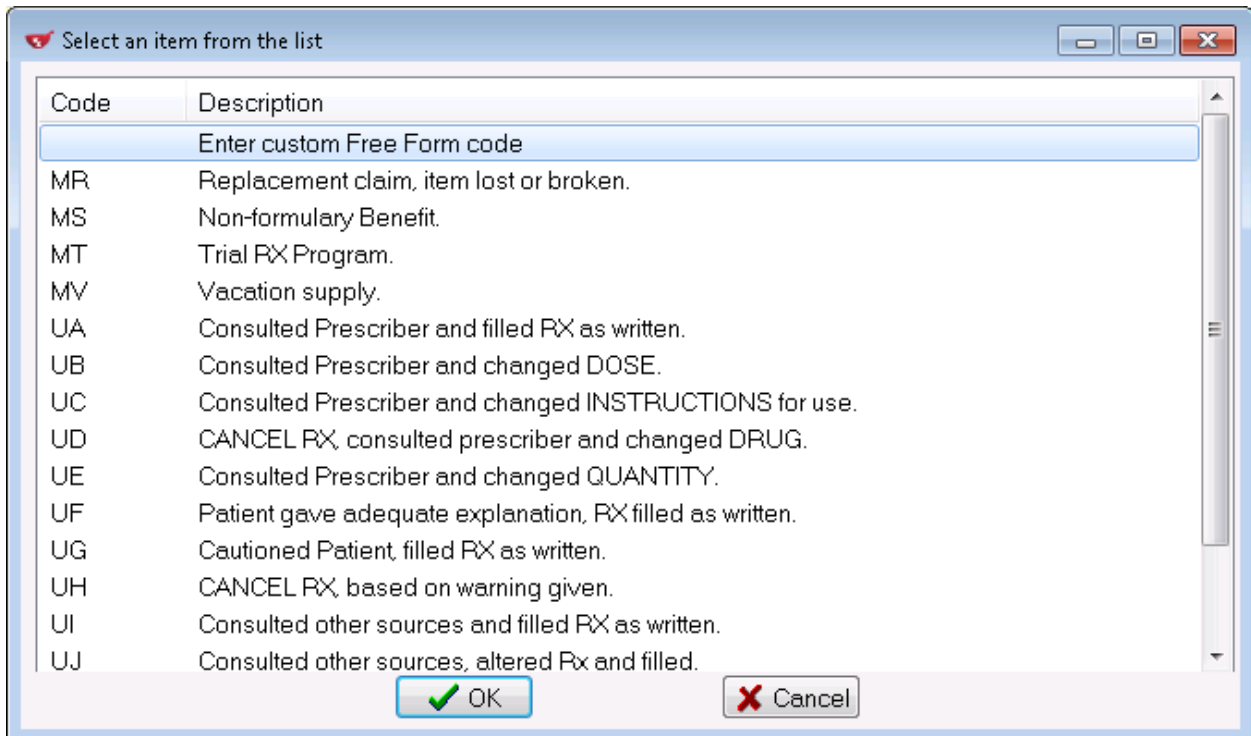 Select an item from the list
Code Description
Enter custom Free Form code
MR Replacement claim, item lost or broken.
MS Non-formulary Benefit.
MT Trial RX Program.
MV Vacation supply.
UA Consulted Prescriber and filled RX as written.
UB Consulted Prescriber and changed DOSE.
UC Consulted Prescriber and changed INSTRUCTIONS for use.
UD CANCEL RX, consulted prescriber and changed DRUG.
UE Consulted Prescriber and changed QUANTITY.
UF Patient gave adequate explanation, RX filled as written.
UG Cautioned Patient, filled RX as written.
UH CANCEL RX, based on warning given.
UI Consulted other sources and filled RX as written.
UJ Consulted other sources, altered Rx and filled.
OK Cancel